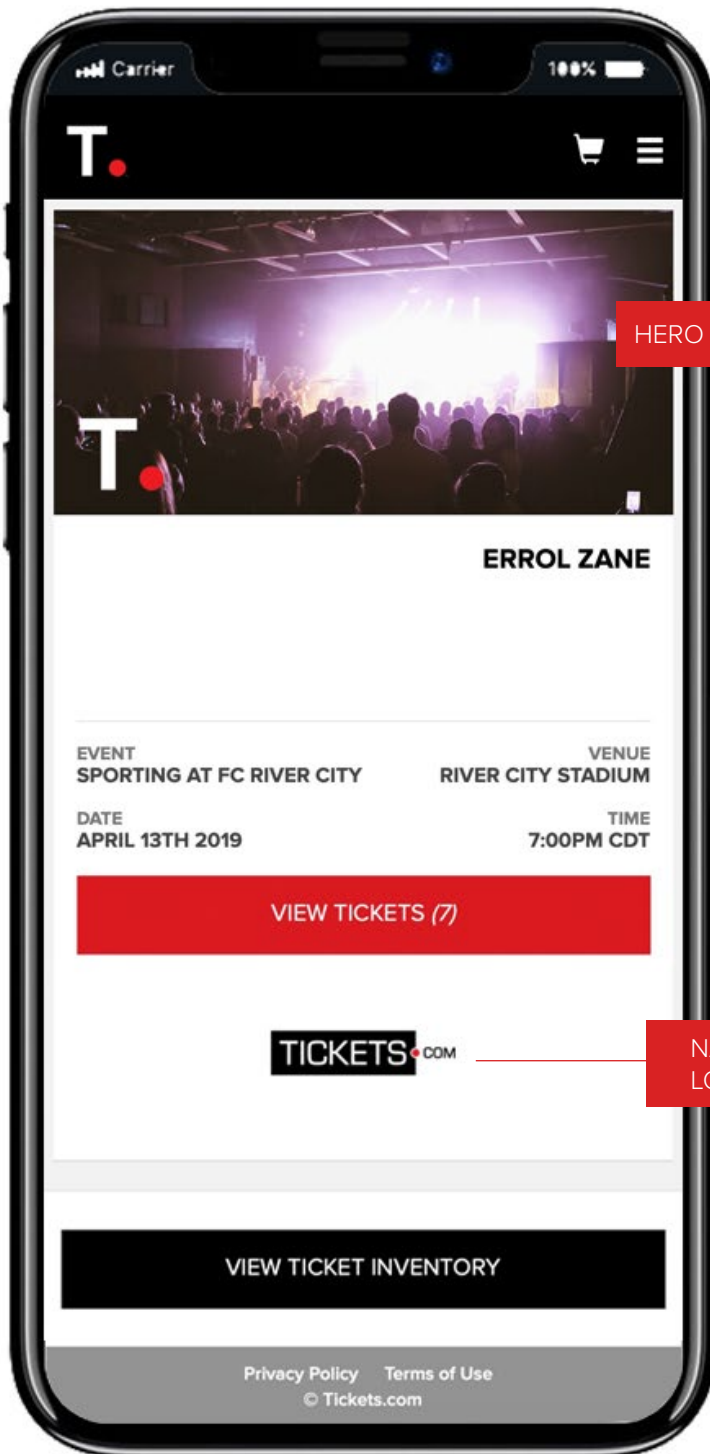 Carrier
100%
T.
HERO
T.
ERROL ZANE
EVENT
VENUE
SPORTING AT FC RIVER CITY
RIVER CITY STADIUM
DATE
TIME
APRIL 13TH 2019
7:00PM CDT
VIEW TICKETS (7)
TICKETS.COM
VIEW TICKET INVENTORY
Privacy Policy Terms of Use
© Tickets.com